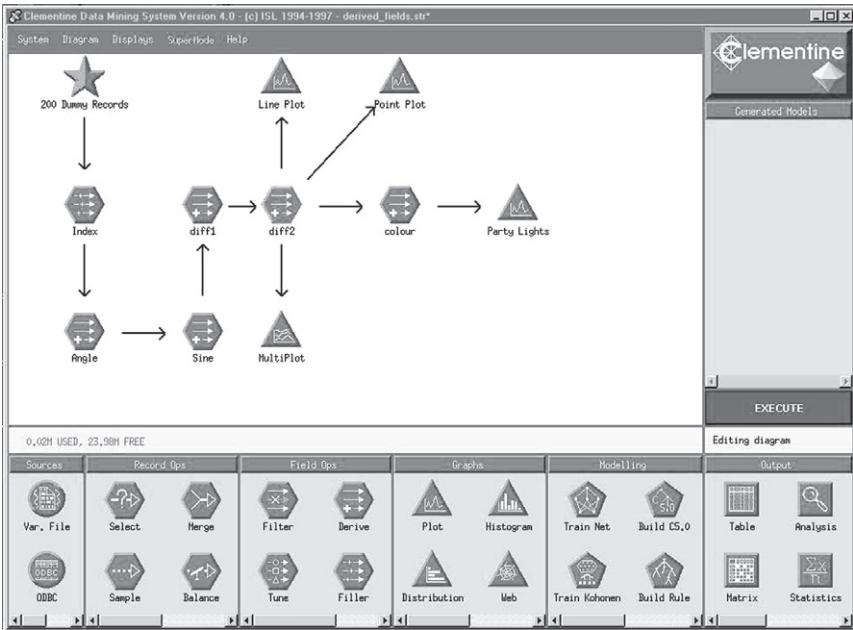 Clementine Data Mining System Version 4.0 - (c) ISL 1994-1997 - derived_fields.str*
System Diagram Displays SuperNode Help
Clementine
200 Dummy Records
Line Plot
Point Plot
Generated Models
Index
diff1
diff2
colour
Party Lights
Angle
Sine
MultiPlot
EXECUTE
0.02M USED, 23.98M FREE
Editing diagram
Sources
Record Ops
Field Ops
Graphs
Modelling
Output
Var. File
Select
Merge
Filter
Derive
Plot
Histogram
Train Net
C5.0
Build C5.0
Table
Analysis
ODBC
ODBC
Sample
Balance
Tune
Filler
Distribution
Web
Train Kohonen
Build Rule
Matrix
Σx
π
Statistics